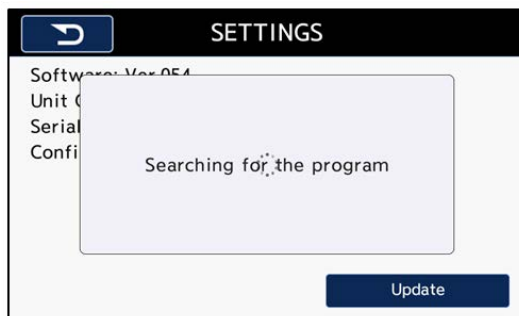 SETTINGS
Software: Ver.054
Unit
Serial
Confi
Searching for the program
Update